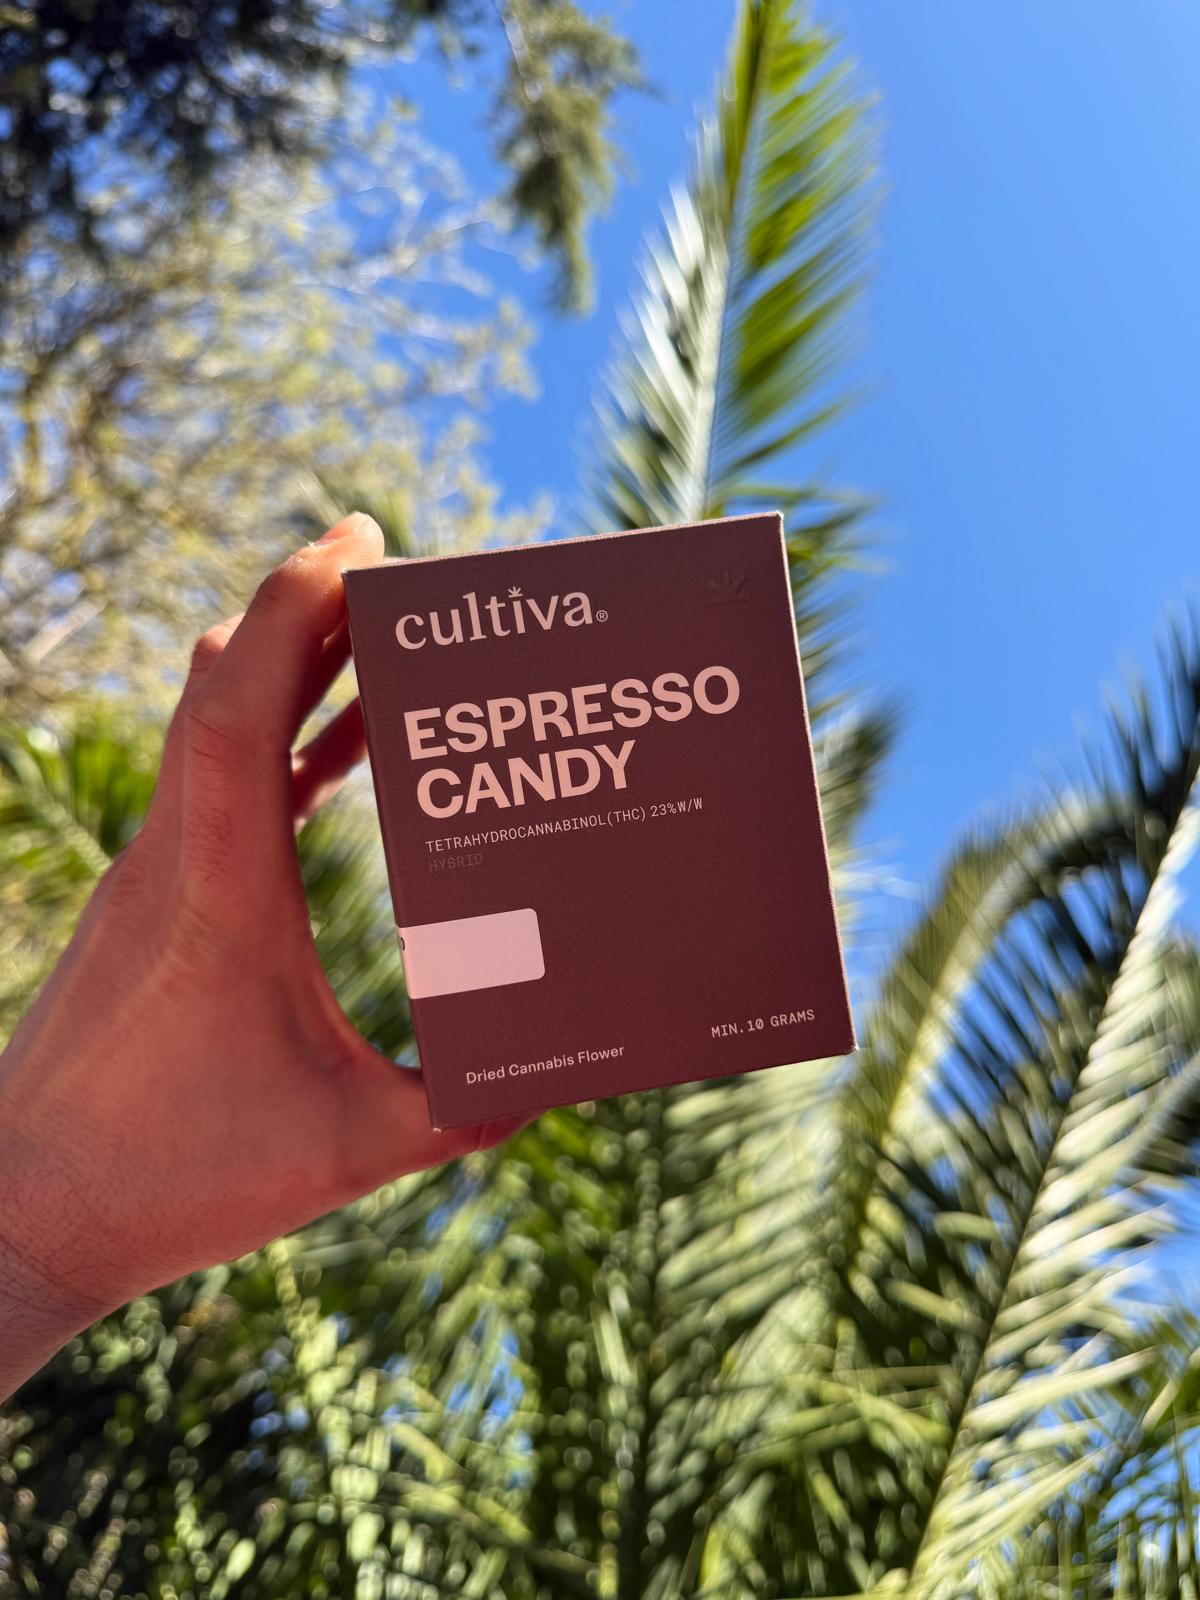 cultiva®
ESPRESSO
CANDY
TETRAHYDROCANNABINOL(THC) 23%W/W
HYBRID
Dried Cannabis Flower
MIN.10 GRAMS